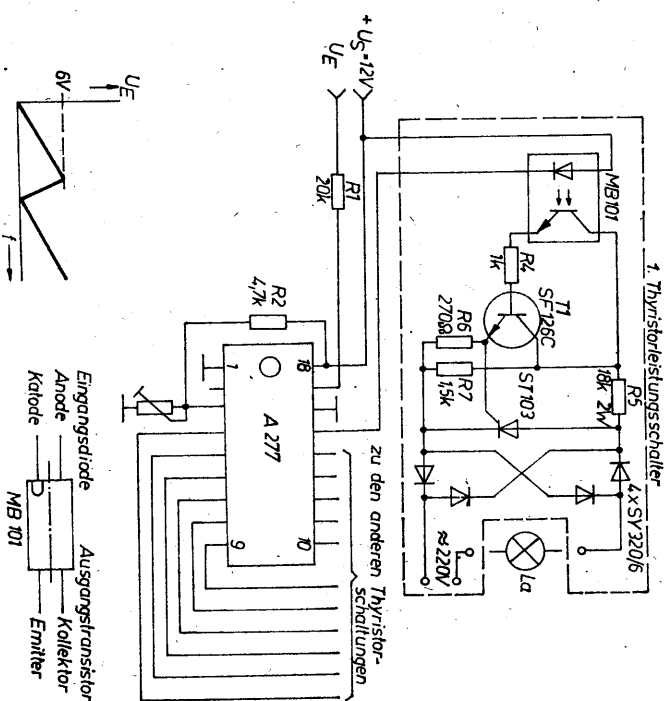 1. Thyristorleistungsschalter
MB101
R4
1k
T1
SF126C
R6
270Ω
R7
1,5k
ST103
R5
18k 2W
4xSY320/6
La
≈220V
+ U_S=12V
U_E
R1
20k
R2
4,7k
18
1
A 277
10
9
zu den anderen Thyristor-
schaltungen
U_E
6V
f
Eingangsdiode
Anode
Katode
Ausgangstransistor
Kollektor
Emitter
MB 101